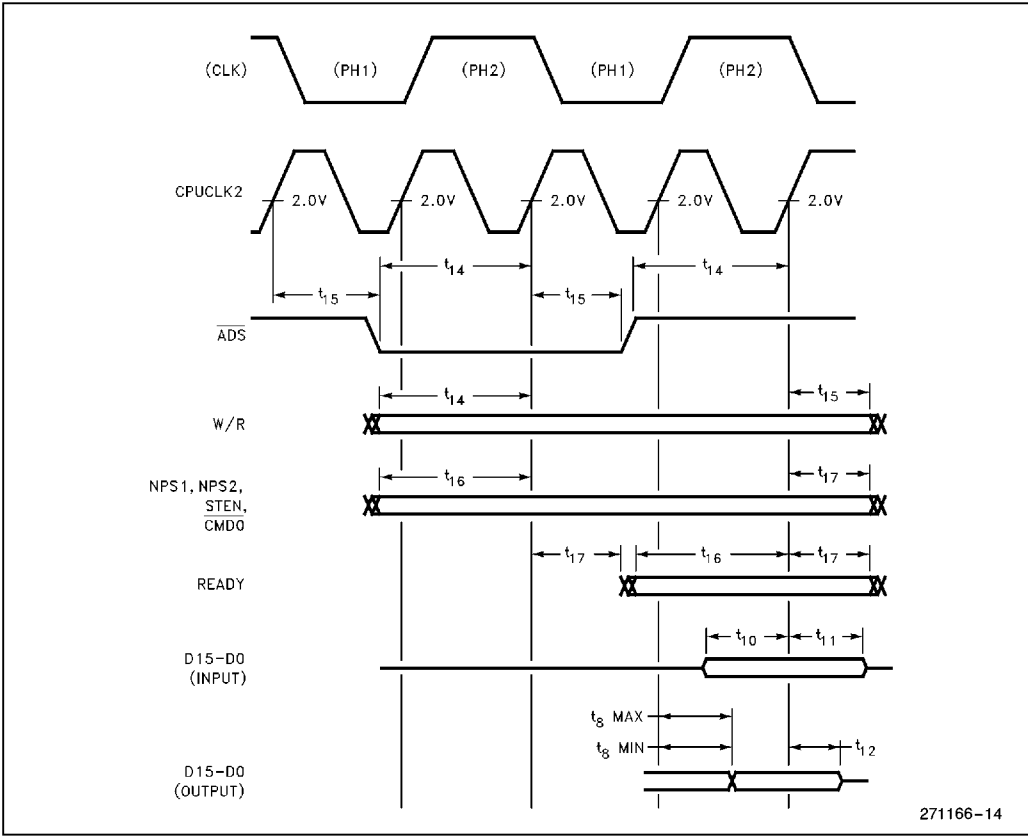 (CLK) (PH1) (PH2) (PH1) (PH2)
CPUCLK2 2.0V 2.0V 2.0V 2.0V 2.0V
t14 t14
t15 t15
ADS
t14 t15
W/R
t16 t17
NPS1, NPS2,
STEN,
CMD0
t17 t16 t17
READY
t10 t11
D15-D0
(INPUT)
t8 MAX
t8 MIN t12
D15-D0
(OUTPUT)
271166-14